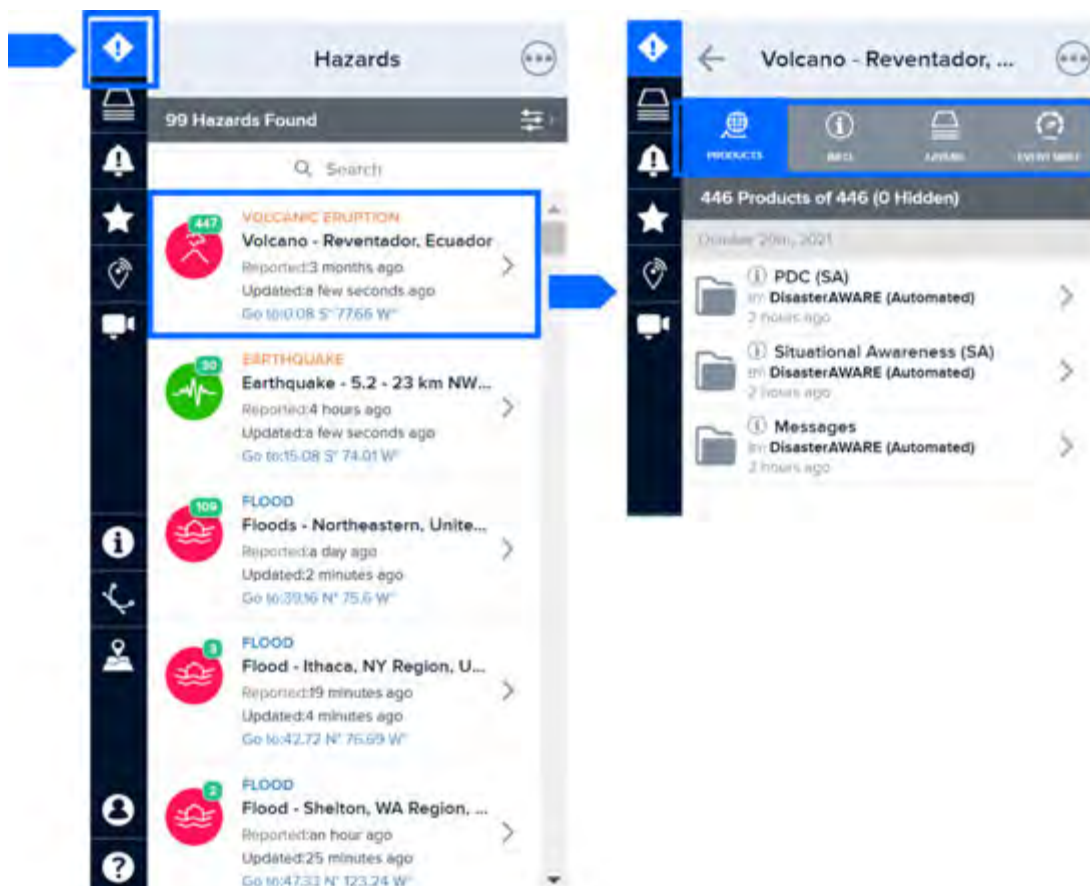 Hazards
99 Hazards Found
Search
447
VOLCANIC ERUPTION
Volcano - Reventador, Ecuador
Reported:3 months ago
Updated:a few seconds ago
Go to:0.08 S° 77.66 W°
30
EARTHQUAKE
Earthquake - 5.2 - 23 km NW...
Reported:4 hours ago
Updated:a few seconds ago
Go to:15.08 S° 74.01 W°
109
FLOOD
Floods - Northeastern, Unite...
Reported:a day ago
Updated:2 minutes ago
Go to:39.16 N° 75.6 W°
3
FLOOD
Flood - Ithaca, NY Region, U...
Reported:19 minutes ago
Updated:4 minutes ago
Go to:42.72 N° 76.69 W°
2
FLOOD
Flood - Shelton, WA Region, ...
Reported:an hour ago
Updated:25 minutes ago
Go to:47.33 N° 123.24 W°
Volcano - Reventador, ...
PRODUCTS
INFO
LAYERS
446 Products of 446 (0 Hidden)
October 29th, 2021
PDC (SA)
In: DisasterAWARE (Automated)
2 hours ago
Situational Awareness (SA)
In: DisasterAWARE (Automated)
2 hours ago
Messages
In: DisasterAWARE (Automated)
2 hours ago